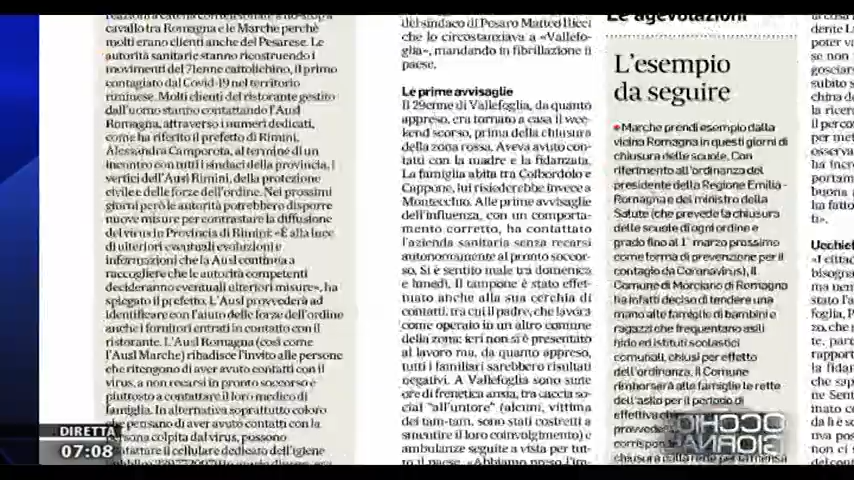 cavallo tra Romagna e le Marche perchè
molti erano clienti anche del Pesarese. Le
autorità sanitarie stanno ricostruendo i
movimenti del 71enne cattolichino, il primo
contagiato dal Covid-19 nel territorio
riminese. Molti clienti del ristorante gestito
dall'uomo stanno contattando l'Ausl
Romagna, attraverso i numeri dedicati,
come ha riferito il prefetto di Rimini,
Alessandra Camporota, al termine di un
incontro con tutti i sindaci della provincia, i
vertici dell'Ausl Rimini, della protezione
civile e delle forze dell'ordine. Nei prossimi
giorni però le autorità potrebbero disporre
nuove misure per contrastare la diffusione
del virus in Provincia di Rimini: «È alla luce
di ulteriori eventuali evoluzioni e
informazioni che la Ausl continua a
raccogliere che le autorità competenti
decideranno eventuali ulteriori misure», ha
spiegato il prefetto. L'Ausl provvederà ad
identificare con l'aiuto delle forze dell'ordine
anche i fornitori entrati in contatto con il
ristorante. L'Ausl Romagna (così come
l'Ausl Marche) ribadisce l'invito alle persone
che ritengono di aver avuto contatti con il
virus, a non recarsi in pronto soccorso e
piuttosto a contattare il loro medico di
famiglia. In alternativa soprattutto coloro
che pensano di aver avuto contatti con la
persona colpita dal virus, possono
contattare il cellulare dedicato dell'igiene
del sindaco di Pesaro Matteo Ricci
che lo circostanziava a «Vallefo-
glia», mandando in fibrillazione il
paese.
Le prime avvisaglie
Il 29enne di Vallefoglia, da quanto
appreso, era tornato a casa il wee-
kend scorso, prima della chiusura
della zona rossa. Aveva avuto con-
tatti con la madre e la fidanzata.
La famiglia abita tra Colbordolo e
Cappone, lui risiederebbe invece a
Montecchio. Alle prime avvisaglie
dell'influenza, con un comporta-
mento corretto, ha contattato
l'azienda sanitaria senza recarsi
autonomamente al pronto soccor-
so. Si è sentito male tra domenica
e lunedì. Il tampone è stato effet-
tuato anche alla sua cerchia di
contatti, tra cui il padre, che lavora
come operaio in un altro comune
della zona: ieri non si è presentato
al lavoro ma, da quanto appreso,
tutti i familiari sarebbero risultati
negativi. A Vallefoglia sono state
ore di frenetica ansia, tra caccia so-
cial "all'untore" (alcuni, vittima
dei tam-tam, sono stati costretti a
smentire il loro coinvolgimento) e
ambulanze seguite a vista per tut-
to il paese. «Abbiamo preso l'im-
Le agevolazioni
L'esempio
da seguire
Marche prendi esempio dalla
vicina Romagna in questi giorni di
chiusura delle scuole. Con
riferimento all'ordinanza del
presidente della Regione Emilia-
Romagna e del ministro della
Salute (che prevede la chiusura
delle scuole di ogni ordine e
grado fino al 1° marzo prossimo
come forma di prevenzione per il
contagio da Coronavirus), il
Comune di Morciano di Romagna
ha infatti deciso di tendere una
mano alle famiglie di bambini e
ragazzi che frequentano asili
nido ed istituti scolastici
comunali, chiusi per effetto
dell'ordinanza. Il Comune
rimborserà alle famiglie le rette
dell'asilo per il periodo di
effettiva
DIRETTA
07:08
OCCHIO
GIORNA